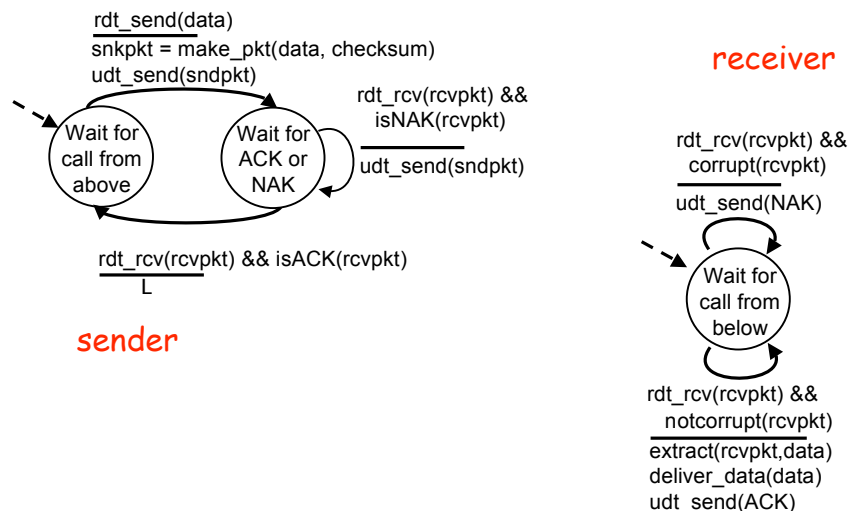 rdt_send(data)
snkpkt = make_pkt(data, checksum)
udt_send(sndpkt)
receiver
rdt_rcv(rcvpkt) &&
isNAK(rcvpkt)
udt_send(sndpkt)
Wait for
call from
above
Wait for
ACK or
NAK
rdt_rcv(rcvpkt) &&
corrupt(rcvpkt)
udt_send(NAK)
rdt_rcv(rcvpkt) && isACK(rcvpkt)
L
sender
Wait for
call from
below
rdt_rcv(rcvpkt) &&
notcorrupt(rcvpkt)
extract(rcvpkt,data)
deliver_data(data)
udt_send(ACK)